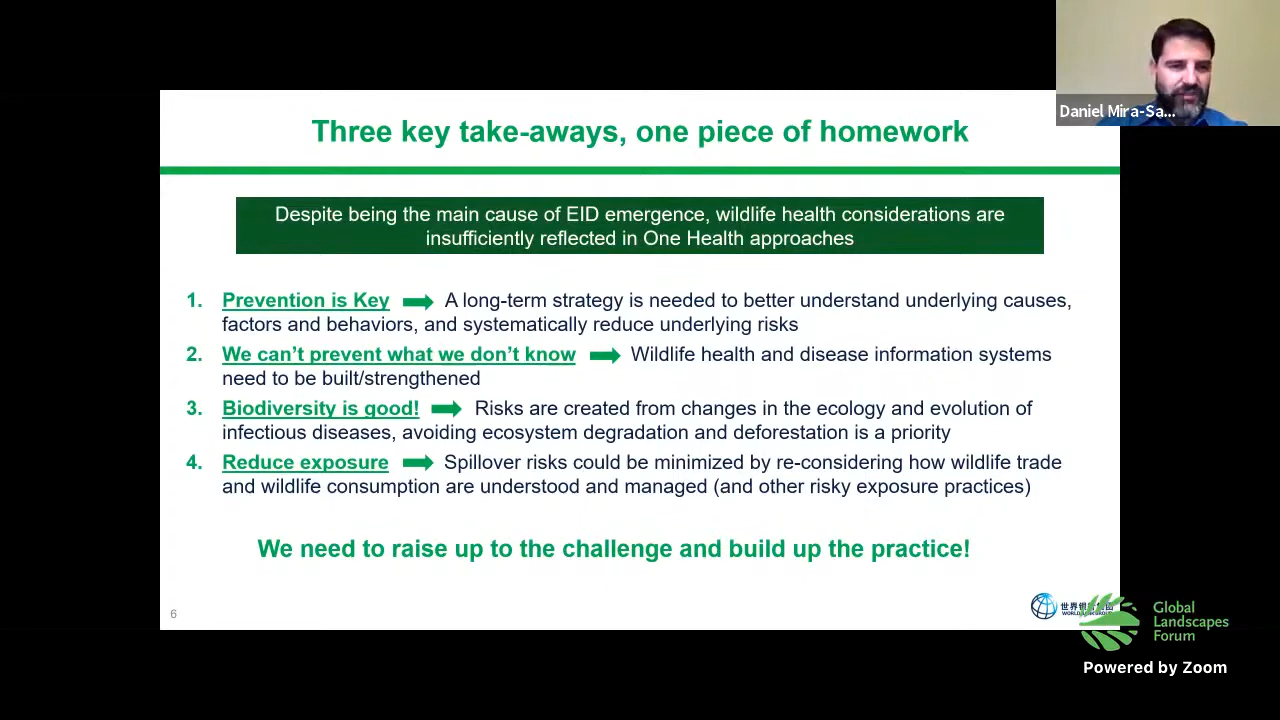 Daniel Mira-Sa...
Three key take-aways, one piece of homework
Despite being the main cause of EID emergence, wildlife health considerations are
insufficiently reflected in One Health approaches
1. Prevention is Key A long-term strategy is needed to better understand underlying causes,
factors and behaviors, and systematically reduce underlying risks
2. We can't prevent what we don't know Wildlife health and disease information systems
need to be built/strengthened
3. Biodiversity is good! Risks are created from changes in the ecology and evolution of
infectious diseases, avoiding ecosystem degradation and deforestation is a priority
4. Reduce exposure Spillover risks could be minimized by re-considering how wildlife trade
and wildlife consumption are understood and managed (and other risky exposure practices)
We need to raise up to the challenge and build up the practice!
6
世界银
WORLD
Global
Landscapes
Forum
Powered by Zoom